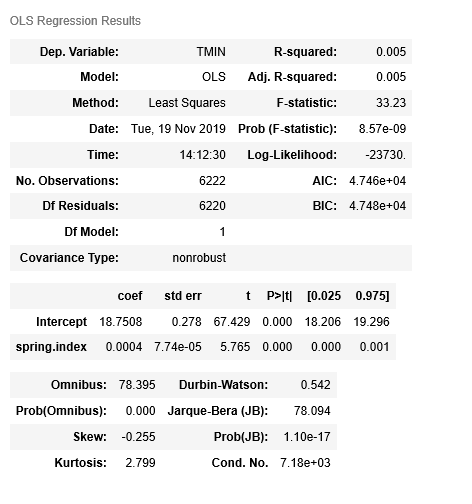 OLS Regression Results
Dep. Variable: TMIN R-squared: 0.005
Model: OLS Adj. R-squared: 0.005
Method: Least Squares F-statistic: 33.23
Date: Tue, 19 Nov 2019 Prob (F-statistic): 8.57e-09
Time: 14:12:30 Log-Likelihood: -23730.
No. Observations: 6222 AIC: 4.746e+04
Df Residuals: 6220 BIC: 4.748e+04
Df Model: 1
Covariance Type: nonrobust
coef std err t P>|t| [0.025 0.975]
Intercept 18.7508 0.278 67.429 0.000 18.206 19.296
spring.index 0.0004 7.74e-05 5.765 0.000 0.000 0.001
Omnibus: 78.395 Durbin-Watson: 0.542
Prob(Omnibus): 0.000 Jarque-Bera (JB): 78.094
Skew: -0.255 Prob(JB): 1.10e-17
Kurtosis: 2.799 Cond. No. 7.18e+03